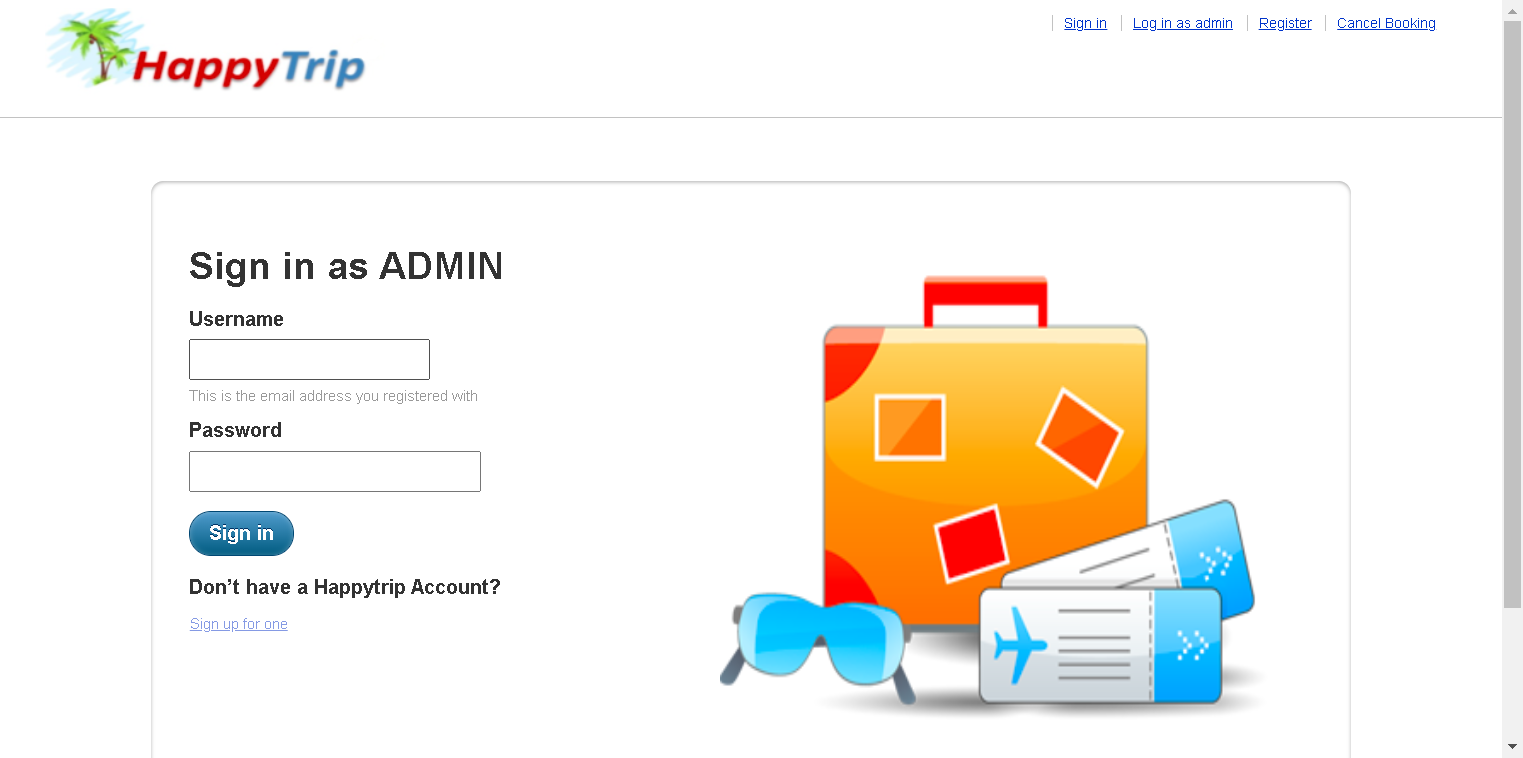 HappyTrip
Sign in
Log in as admin
Register
Cancel Booking
Sign in as ADMIN
Username
This is the email address you registered with
Password
Sign in
Don’t have a Happytrip Account?
Sign up for one